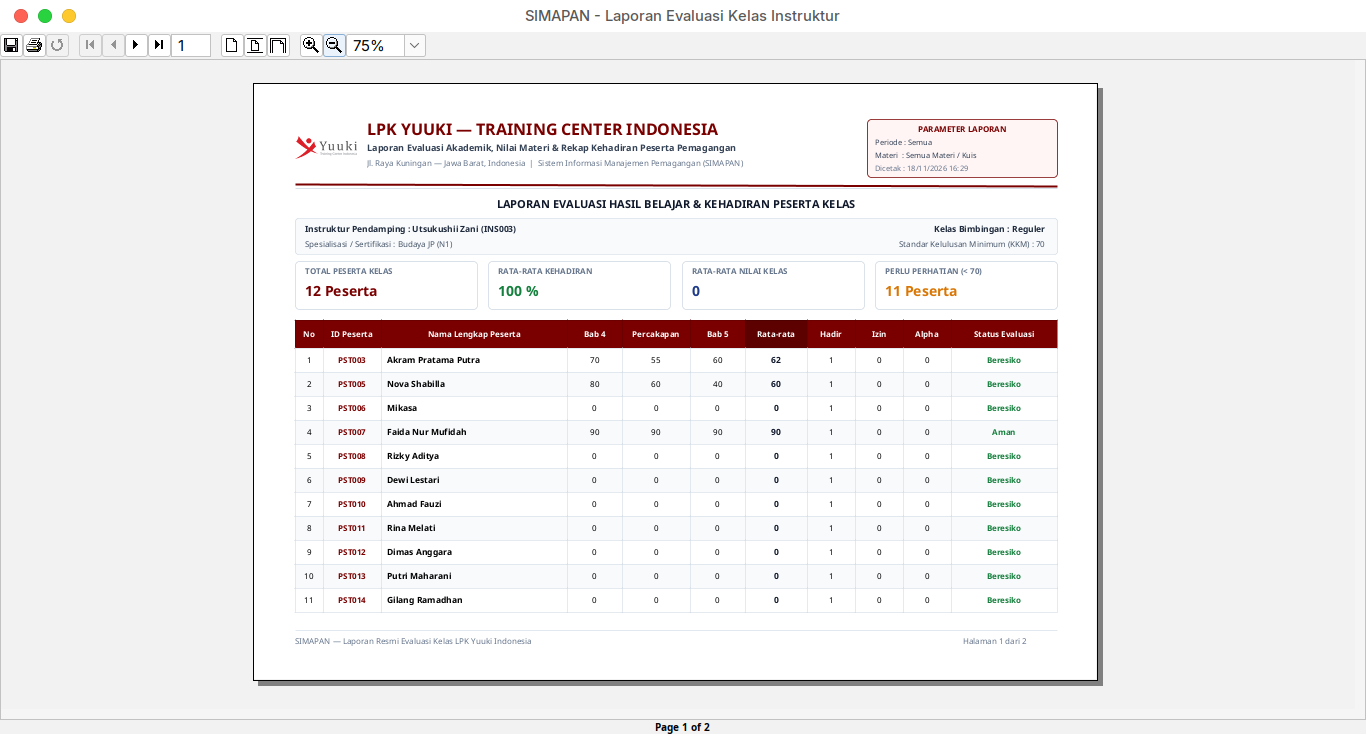 SIMAPAN - Laporan Evaluasi Kelas Instruktur
1
75%
Yuuki
LPK YUUKI — TRAINING CENTER INDONESIA
Laporan Evaluasi Akademik, Nilai Materi & Rekap Kehadiran Peserta Pemagangan
Jl. Raya Kuningan — Jawa Barat, Indonesia | Sistem Informasi Manajemen Pemagangan (SIMAPAN)
PARAMETER LAPORAN
Periode : Semua
Materi : Semua Materi / Kuis
Dicetak : 18/11/2026 16:29
LAPORAN EVALUASI HASIL BELAJAR & KEHADIRAN PESERTA KELAS
Instruktur Pendamping : Utsukushii Zani (INS003) Kelas Bimbingan : Reguler
Spesialisasi / Sertifikasi : Budaya JP (N1) Standar Kelulusan Minimum (KKM) : 70
TOTAL PESERTA KELAS RATA-RATA KEHADIRAN RATA-RATA NILAI KELAS PERLU PERHATIAN (< 70)
12 Peserta 100 % 0 11 Peserta
No ID Peserta Nama Lengkap Peserta Bab 4 Percakapan Bab 5 Rata-rata Hadir Izin Alpha Status Evaluasi
1 PST003 Akram Pratama Putra 70 55 60 62 1 0 0 Beresiko
2 PST005 Nova Shabilla 80 60 40 60 1 0 0 Beresiko
3 PST006 Mikasa 0 0 0 0 1 0 0 Beresiko
4 PST007 Faida Nur Mufidah 90 90 90 90 1 0 0 Aman
5 PST008 Rizky Aditya 0 0 0 0 1 0 0 Beresiko
6 PST009 Dewi Lestari 0 0 0 0 1 0 0 Beresiko
7 PST010 Ahmad Fauzi 0 0 0 0 1 0 0 Beresiko
8 PST011 Rina Melati 0 0 0 0 1 0 0 Beresiko
9 PST012 Dimas Anggara 0 0 0 0 1 0 0 Beresiko
10 PST013 Putri Maharani 0 0 0 0 1 0 0 Beresiko
11 PST014 Gilang Ramadhan 0 0 0 0 1 0 0 Beresiko
SIMAPAN — Laporan Resmi Evaluasi Kelas LPK Yuuki Indonesia Halaman 1 dari 2
Page 1 of 2